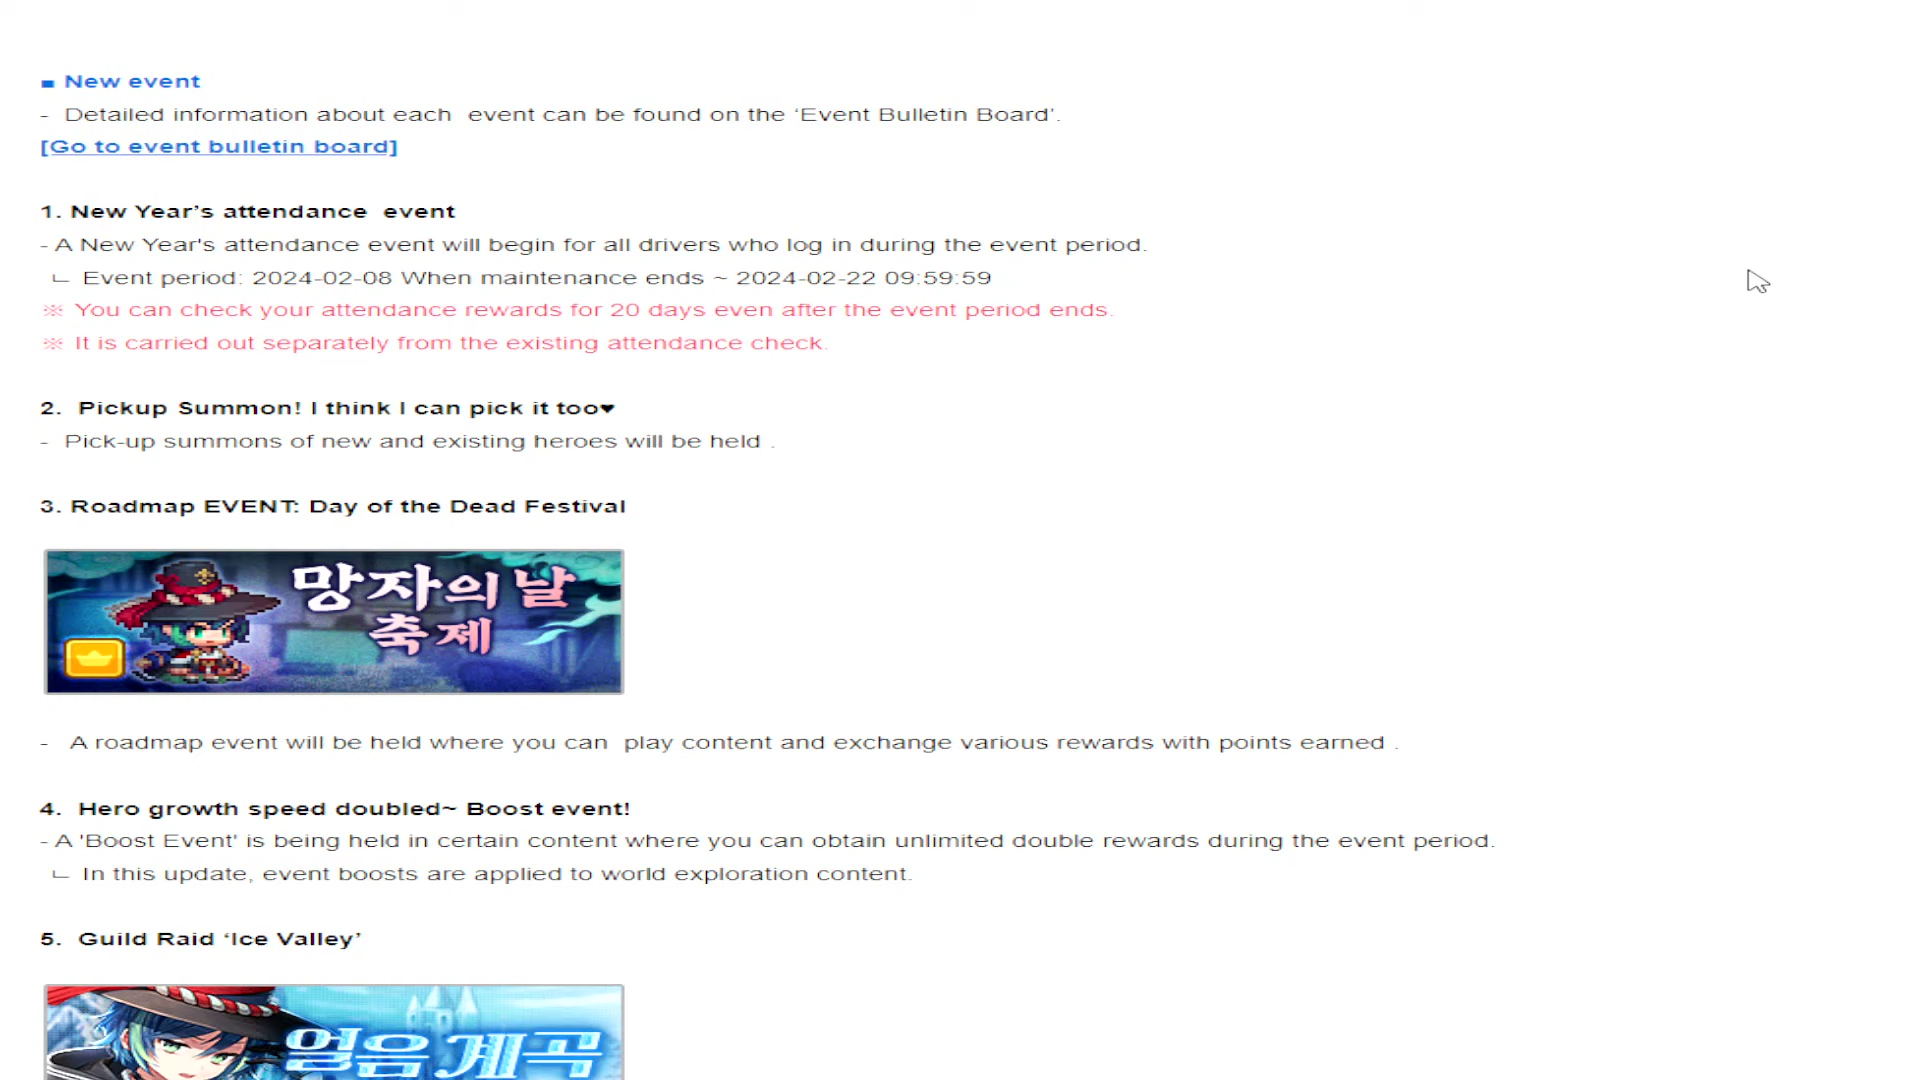 ■ New event
- Detailed information about each event can be found on the ‘Event Bulletin Board’.
[Go to event bulletin board]
1. New Year’s attendance event
- A New Year's attendance event will begin for all drivers who log in during the event period.
ㄴ Event period: 2024-02-08 When maintenance ends ~ 2024-02-22 09:59:59
※ You can check your attendance rewards for 20 days even after the event period ends.
※ It is carried out separately from the existing attendance check.
2. Pickup Summon! I think I can pick it too❤
- Pick-up summons of new and existing heroes will be held .
3. Roadmap EVENT: Day of the Dead Festival
망자의 날
축제
- A roadmap event will be held where you can play content and exchange various rewards with points earned .
4. Hero growth speed doubled~ Boost event!
- A 'Boost Event' is being held in certain content where you can obtain unlimited double rewards during the event period.
ㄴ In this update, event boosts are applied to world exploration content.
5. Guild Raid ‘Ice Valley’
얼음 계곡